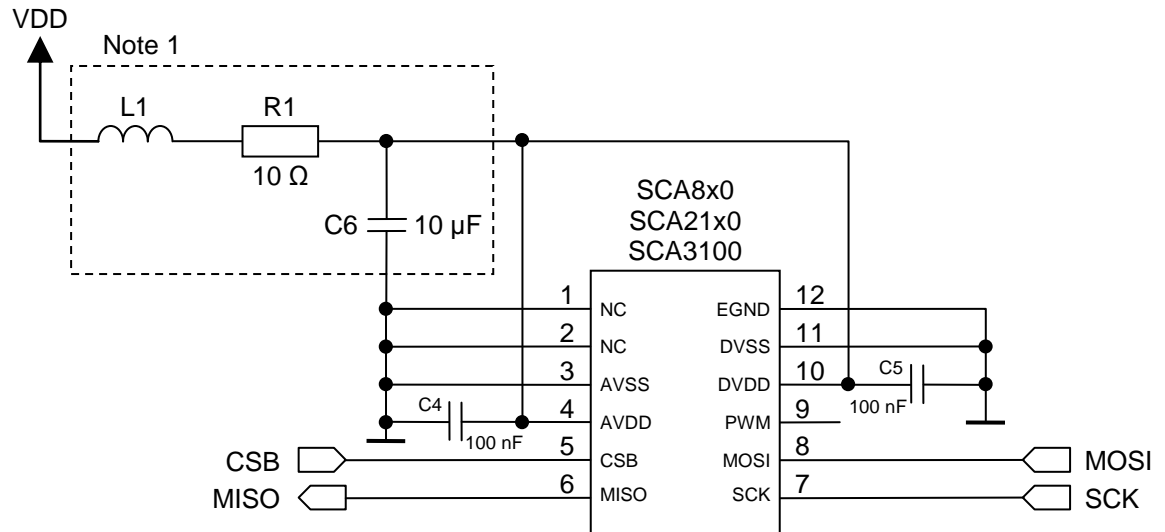 VDD
Note 1
L1
R1
10 Ω
C6
10 µF
SCA8x0
SCA21x0
SCA3100
1 NC EGND 12
2 NC DVSS 11
3 AVSS DVDD 10
C5
100 nF
C4
100 nF
4 AVDD PWM 9
CSB 5 CSB MOSI 8 MOSI
MISO 6 MISO SCK 7 SCK